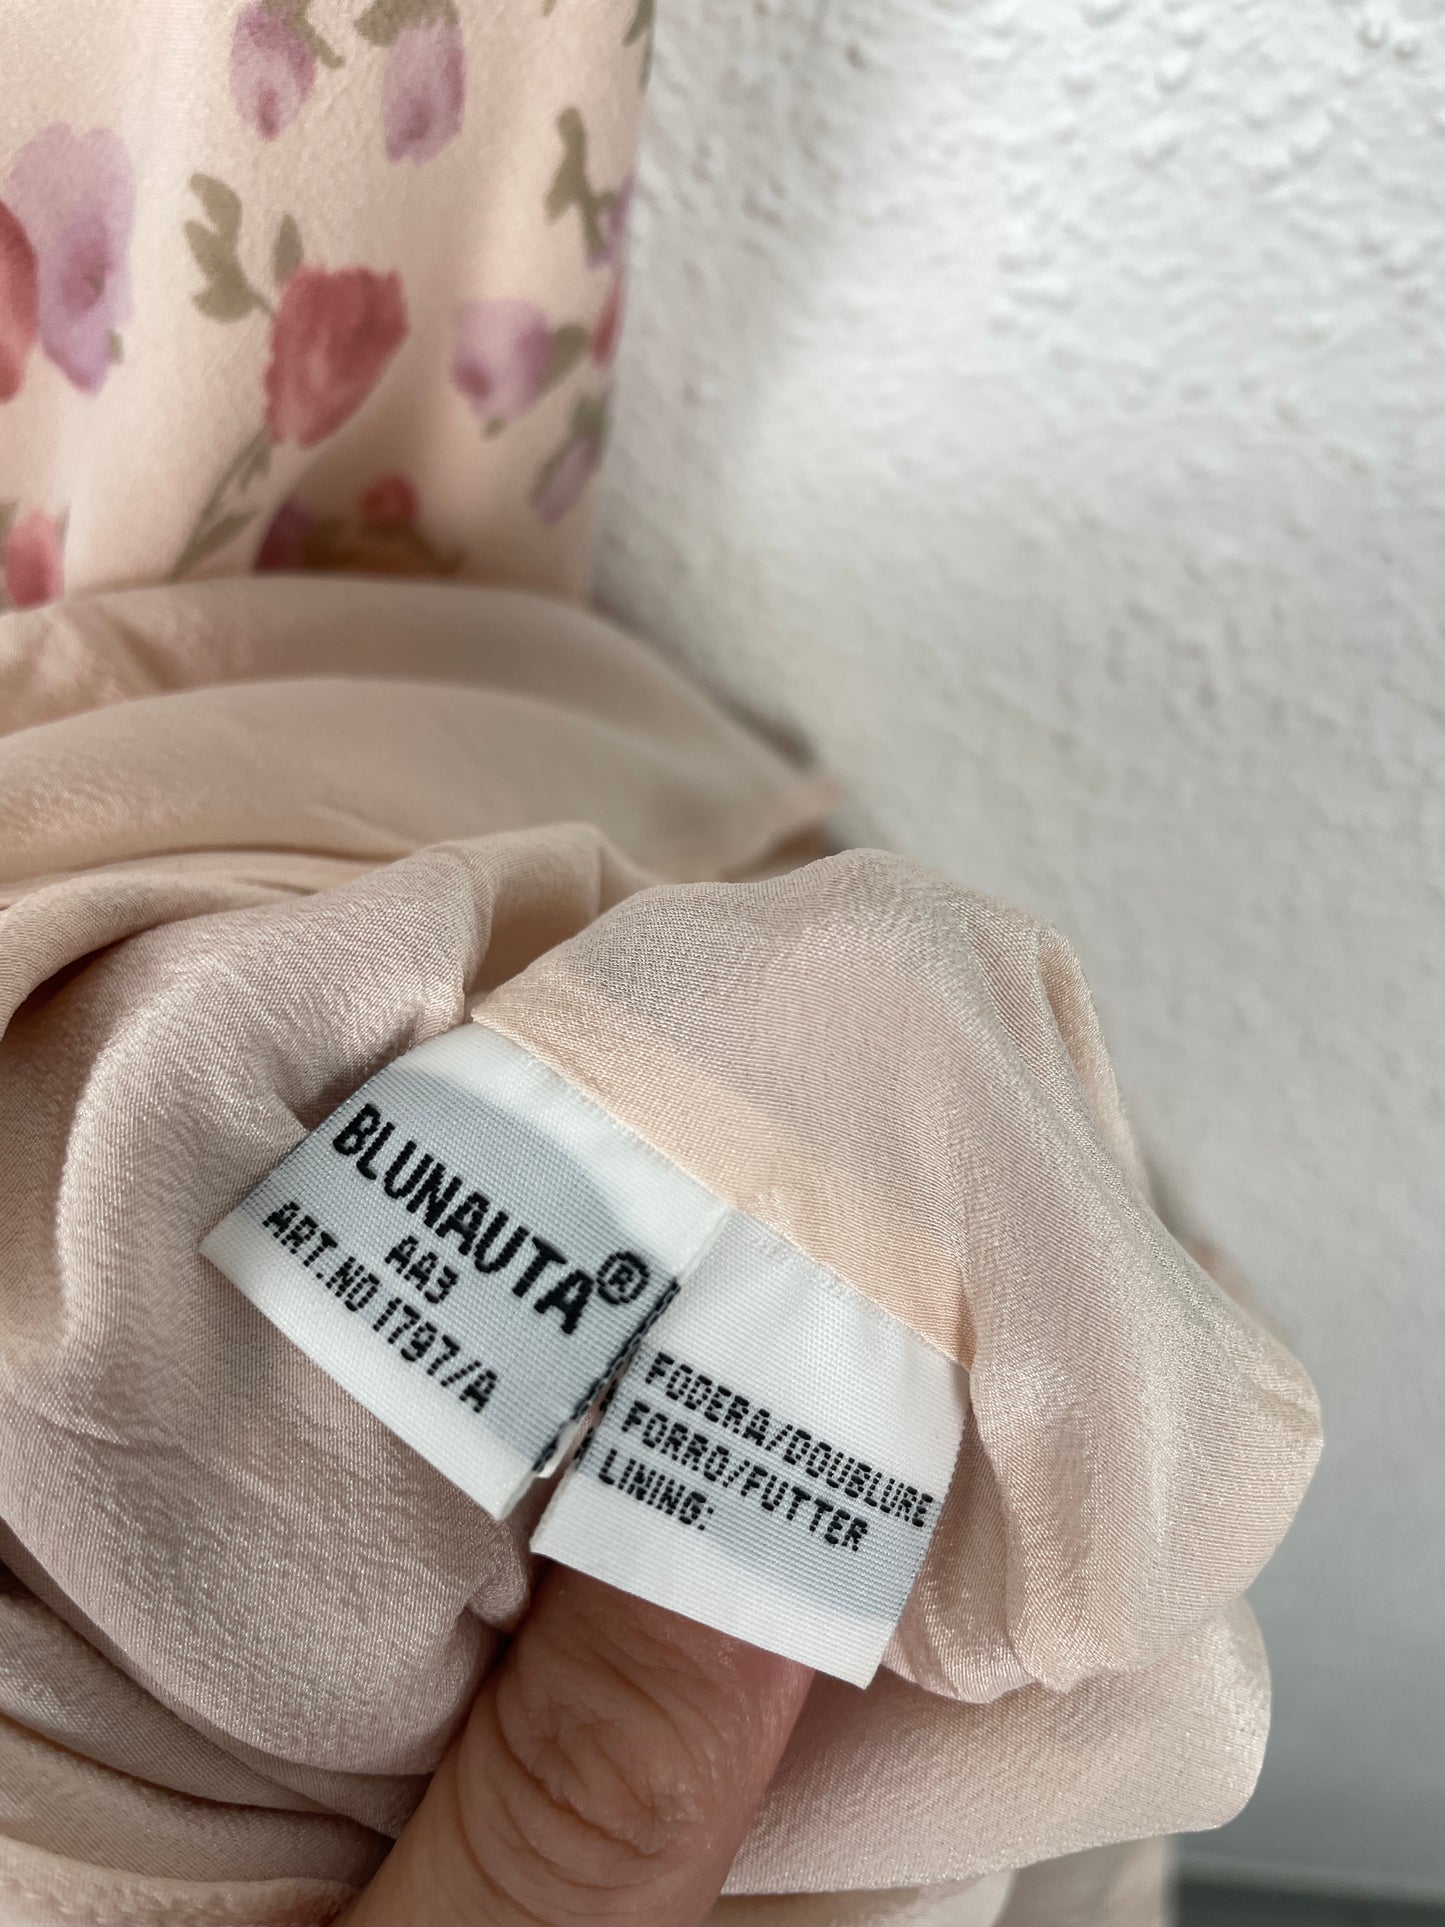 BLUNAUTA®
AA3
ART.NO 1797/A
FODERA/DOUBLURE
FORRO/FUTTER
LINING: